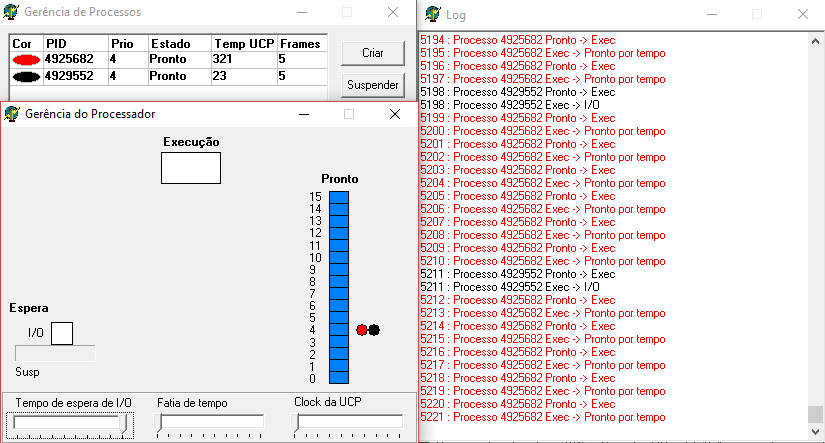 Gerência de Processos
Cor PID Prio Estado Temp UCP Frames
4925682 4 Pronto 321 5
4929552 4 Pronto 23 5
Criar
Suspender
Gerência do Processador
Execução
Pronto
15
14
13
12
11
10
9
8
7
6
5
4
3
2
1
0
Espera
I/O
Susp
Tempo de espera de I/O
Fatia de tempo
Clock da UCP
Log
5194 : Processo 4925682 Pronto -> Exec
5195 : Processo 4925682 Exec -> Pronto por tempo
5196 : Processo 4925682 Pronto -> Exec
5197 : Processo 4925682 Exec -> Pronto por tempo
5198 : Processo 4929552 Pronto -> Exec
5198 : Processo 4929552 Exec -> I/O
5199 : Processo 4925682 Pronto -> Exec
5200 : Processo 4925682 Exec -> Pronto por tempo
5201 : Processo 4925682 Pronto -> Exec
5202 : Processo 4925682 Exec -> Pronto por tempo
5203 : Processo 4925682 Pronto -> Exec
5204 : Processo 4925682 Exec -> Pronto por tempo
5205 : Processo 4925682 Pronto -> Exec
5206 : Processo 4925682 Exec -> Pronto por tempo
5207 : Processo 4925682 Pronto -> Exec
5208 : Processo 4925682 Exec -> Pronto por tempo
5209 : Processo 4925682 Pronto -> Exec
5210 : Processo 4925682 Exec -> Pronto por tempo
5211 : Processo 4929552 Pronto -> Exec
5211 : Processo 4929552 Exec -> I/O
5212 : Processo 4925682 Pronto -> Exec
5213 : Processo 4925682 Exec -> Pronto por tempo
5214 : Processo 4925682 Pronto -> Exec
5215 : Processo 4925682 Exec -> Pronto por tempo
5216 : Processo 4925682 Pronto -> Exec
5217 : Processo 4925682 Exec -> Pronto por tempo
5218 : Processo 4925682 Pronto -> Exec
5219 : Processo 4925682 Exec -> Pronto por tempo
5220 : Processo 4925682 Pronto -> Exec
5221 : Processo 4925682 Exec -> Pronto por tempo